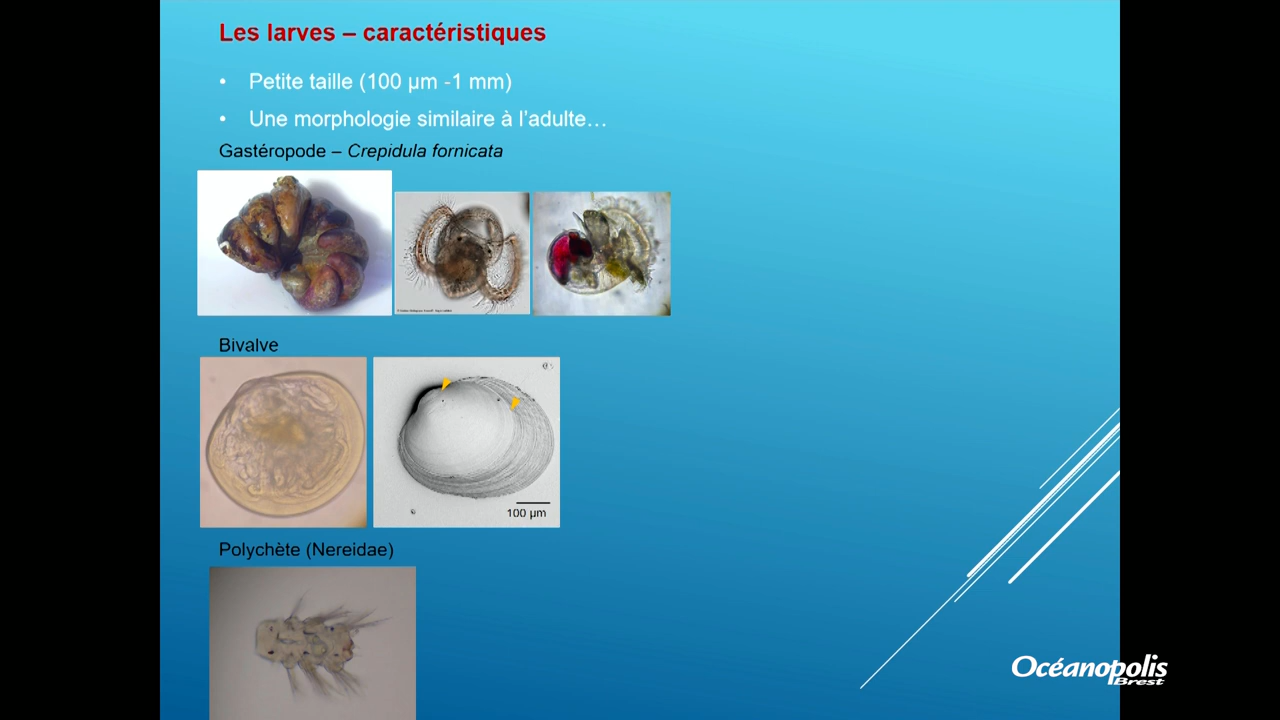 Les larves – caractéristiques
• Petite taille (100 µm -1 mm)
• Une morphologie similaire à l'adulte…
Gastéropode – Crepidula fornicata
Bivalve
100 µm
Polychète (Nereidae)
Océanopolis
Brest